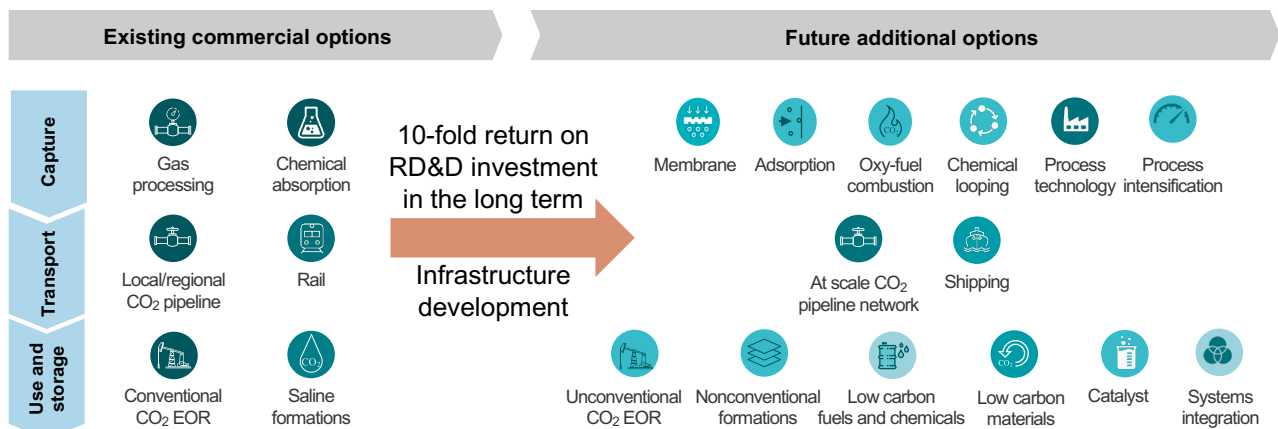 Existing commercial options
Future additional options
Capture
Gas
processing
Chemical
absorption
10-fold return on
RD&D investment
in the long term
Membrane
Adsorption
Oxy-fuel
combustion
CO₂
Chemical
looping
Process
technology
Process
intensification
Transport
Local/regional
CO₂ pipeline
Rail
Infrastructure
development
At scale CO₂
pipeline network
Shipping
Use and
storage
Conventional
CO₂ EOR
CO₂
Saline
formations
Unconventional
CO₂ EOR
Nonconventional
formations
Low carbon
fuels and chemicals
CO₂
Low carbon
materials
Catalyst
Systems
integration